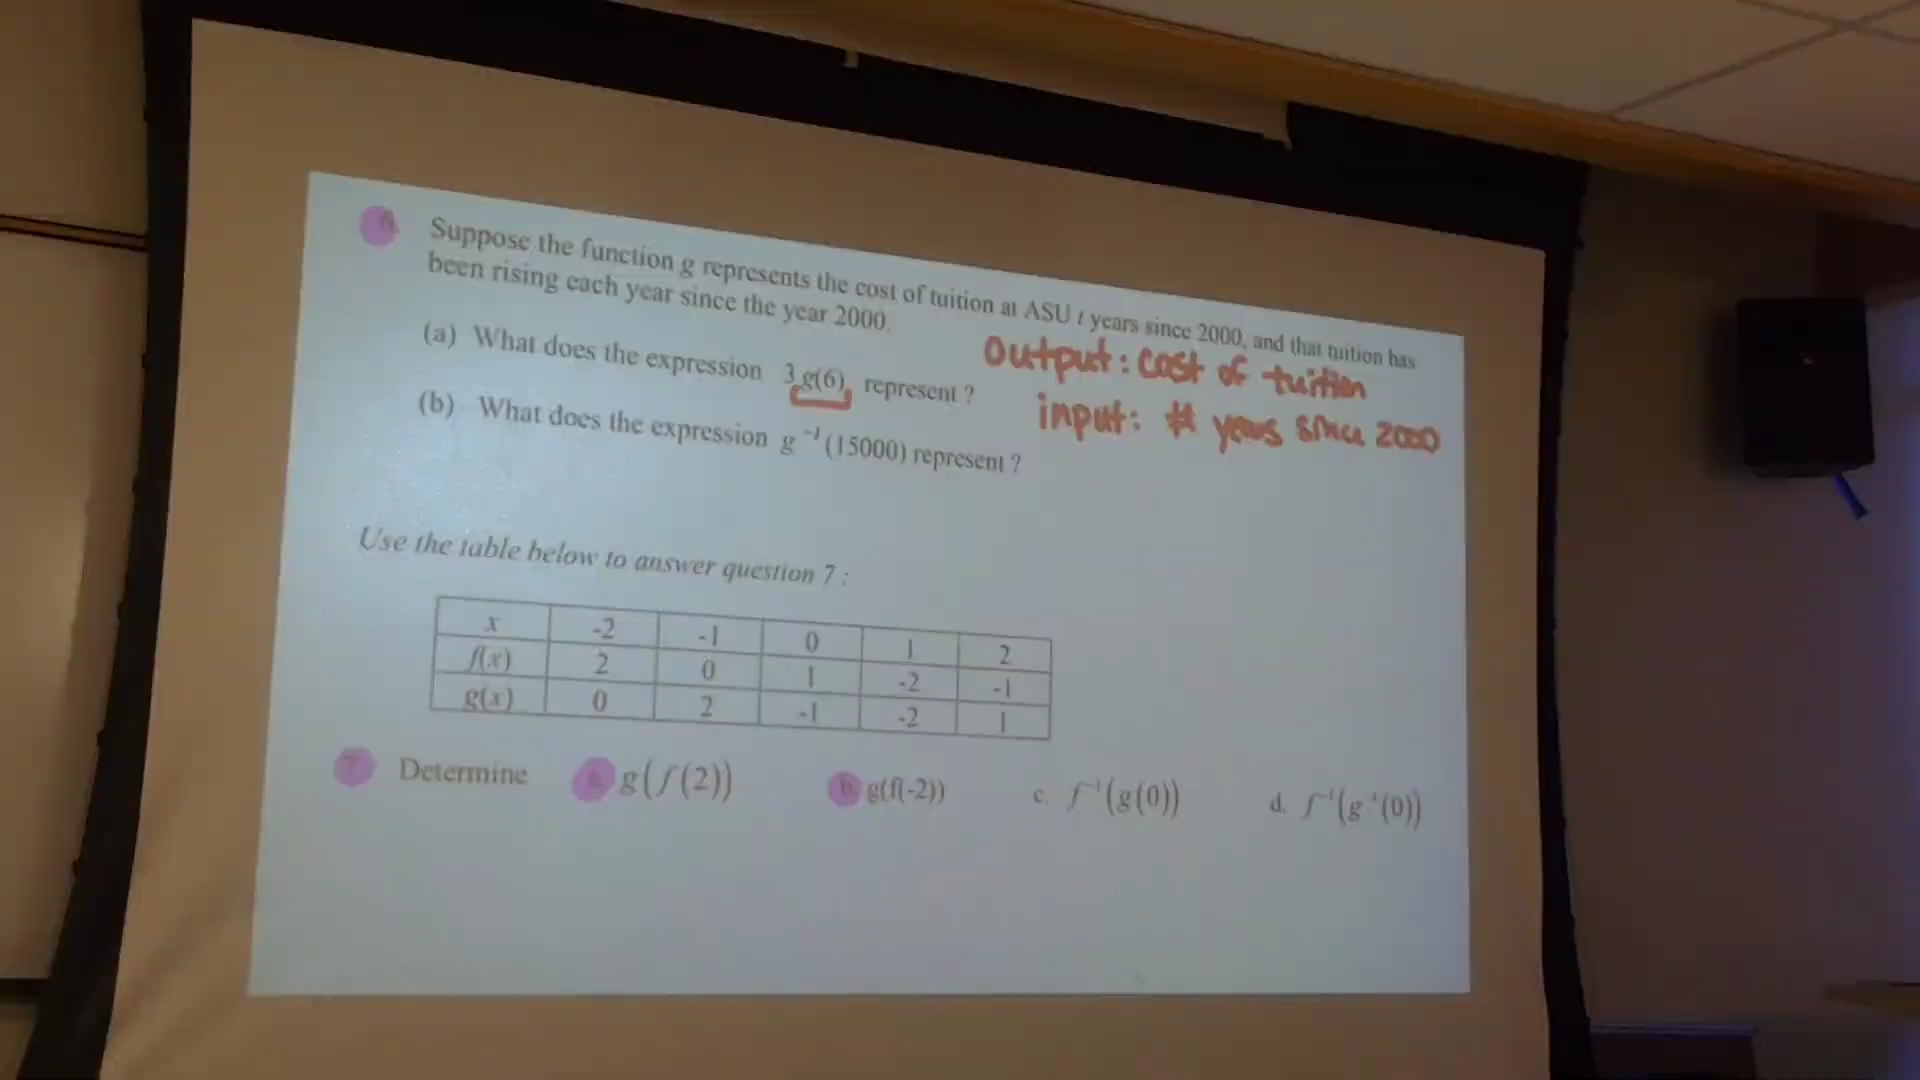 6. Suppose the function g represents the cost of tuition at ASU t years since 2000, and that tuition has
been rising each year since the year 2000.
output: cost of tuition
(a) What does the expression 3 g(6), represent ?
input: # years since 2000
(b) What does the expression g⁻¹(15000) represent ?
Use the table below to answer question 7 :
x -2 -1 0 1 2
f(x) 2 0 1 -2 -1
g(x) 0 2 -1 -2 1
7. Determine a. g(f(2)) b. g(f(-2)) c. f⁻¹(g(0)) d. f⁻¹(g⁻¹(0))